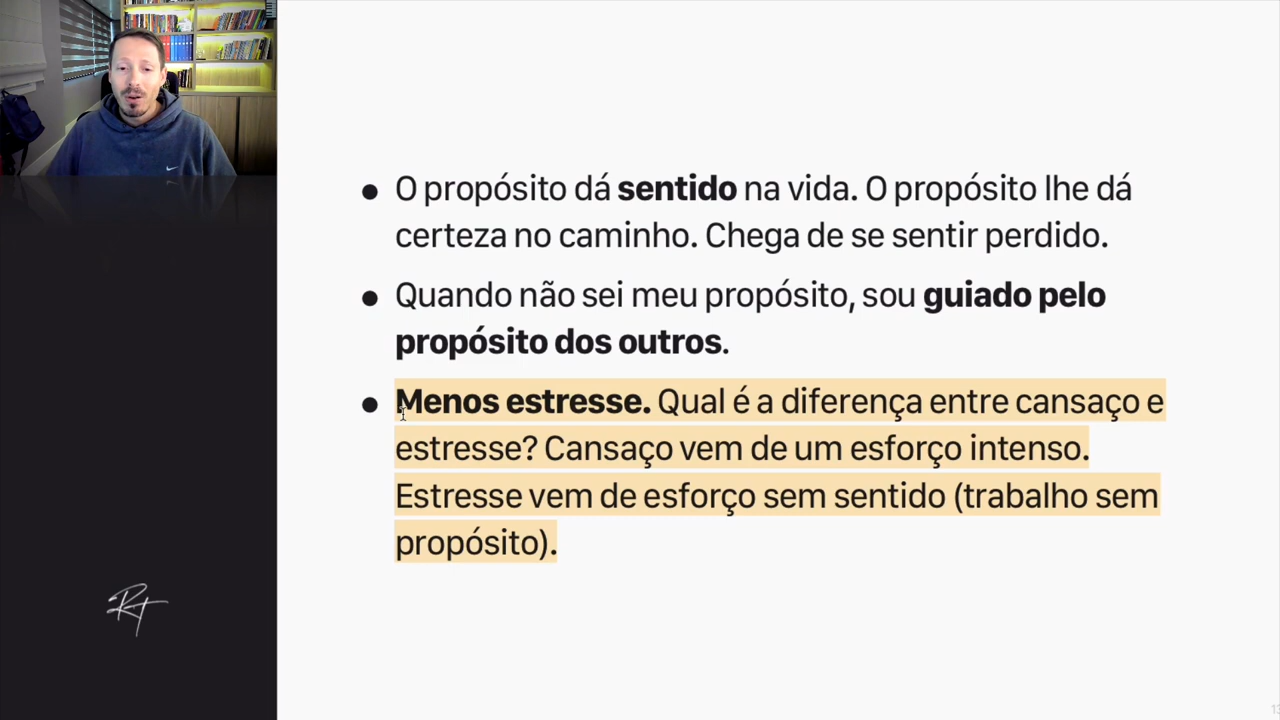 O propósito dá sentido na vida. O propósito lhe dá
certeza no caminho. Chega de se sentir perdido.
Quando não sei meu propósito, sou guiado pelo
propósito dos outros.
Menos estresse. Qual é a diferença entre cansaço e
estresse? Cansaço vem de um esforço intenso.
Estresse vem de esforço sem sentido (trabalho sem
propósito).
RT